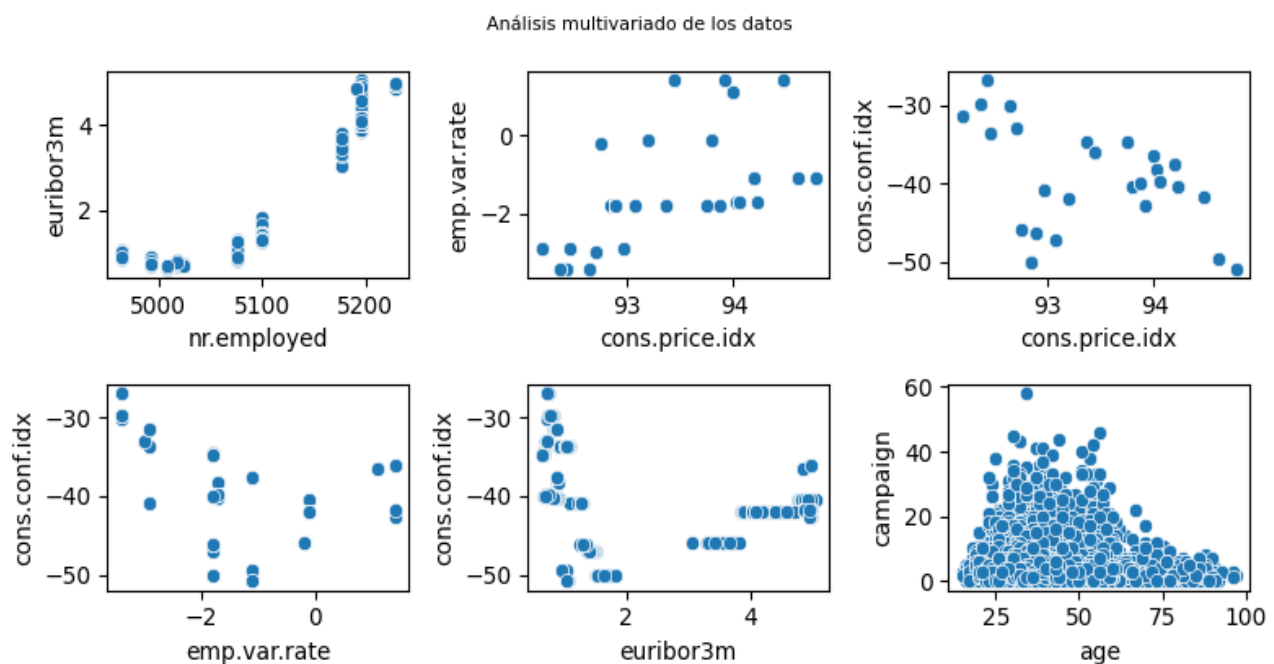 Análisis multivariado de los datos
euribor3m
4
2
5000 5100 5200
nr.employed
emp.var.rate
0
−2
93 94
cons.price.idx
cons.conf.idx
−30
−40
−50
93 94
cons.price.idx
cons.conf.idx
−30
−40
−50
−2 0
emp.var.rate
cons.conf.idx
−30
−40
−50
2 4
euribor3m
campaign
60
40
20
0
25 50 75 100
age